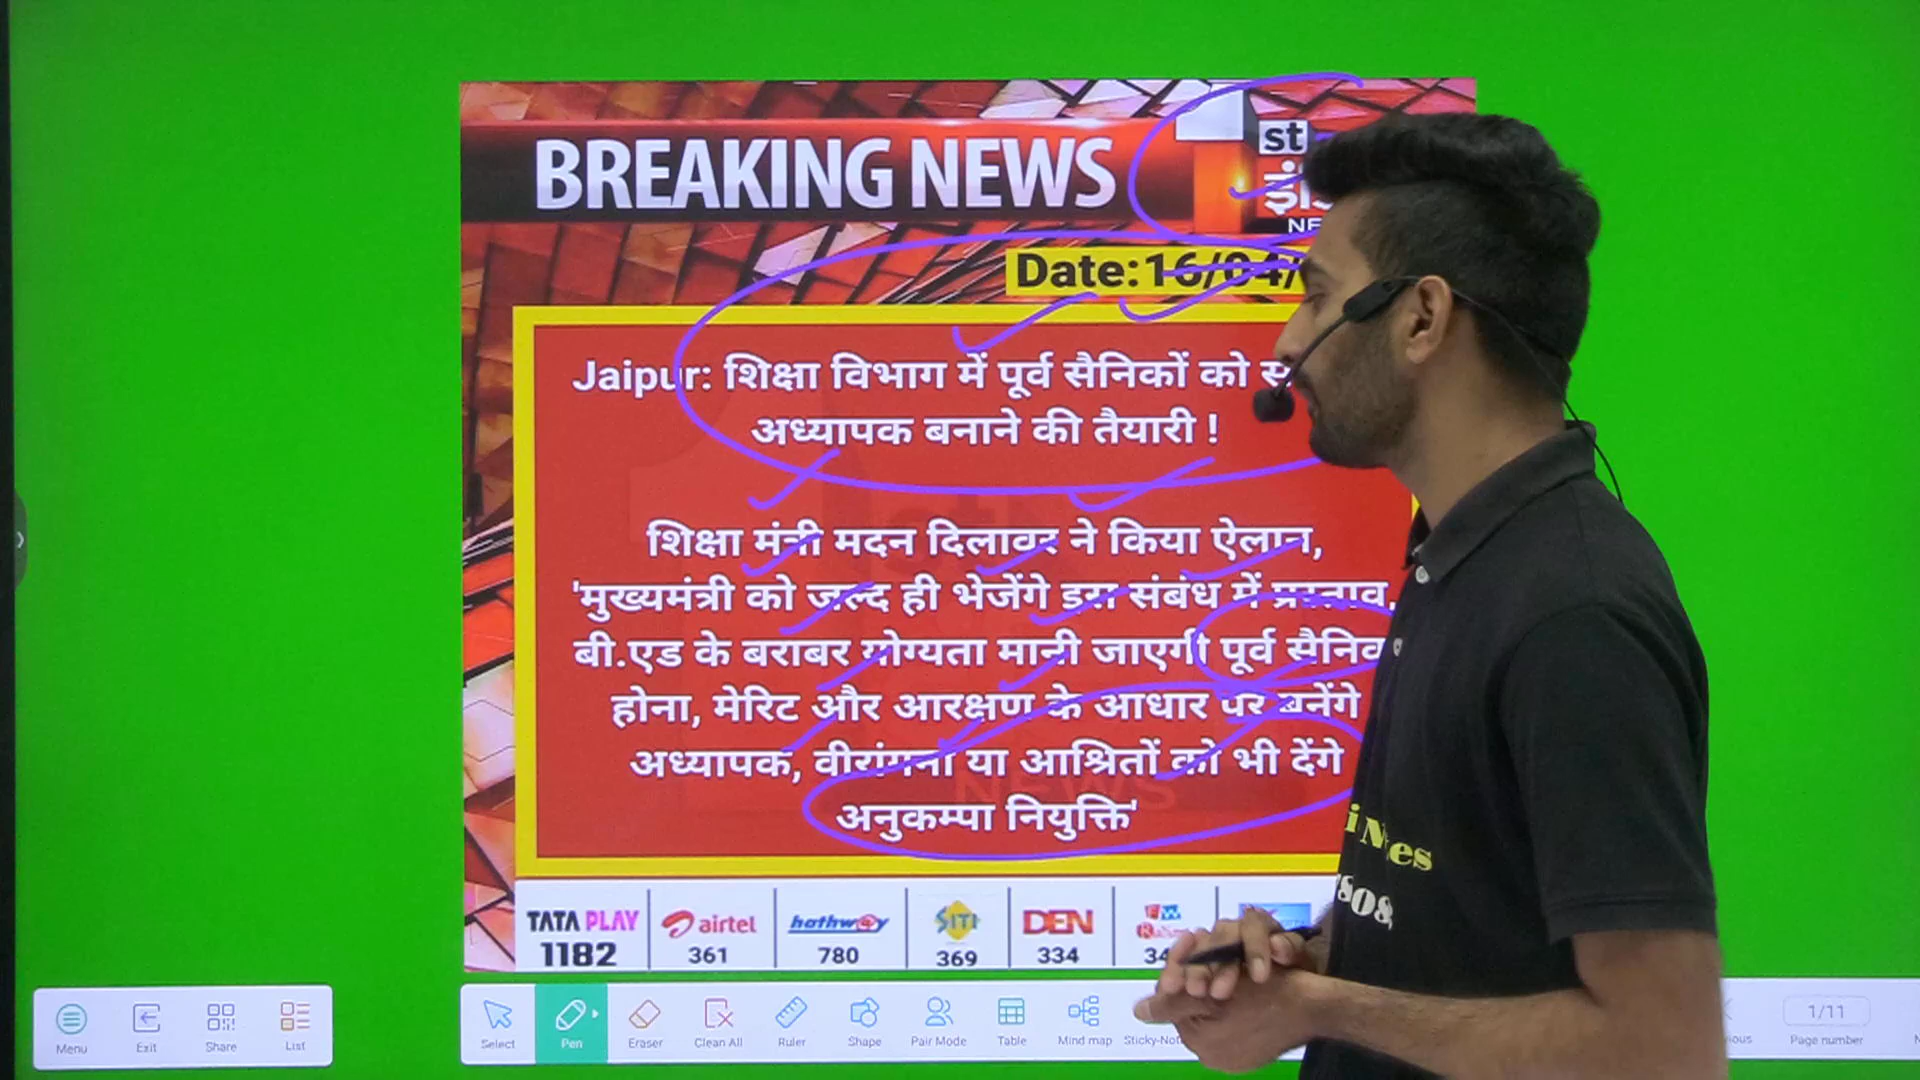 BREAKING NEWS
st
Date:16/04/
Jaipur: शिक्षा विभाग में पूर्व सैनिकों को
अध्यापक बनाने की तैयारी !
शिक्षा मंत्री मदन दिलावर ने किया ऐलान,
'मुख्यमंत्री को जल्द ही भेजेंगे इस संबंध में प्रस्ताव,
बी.एड के बराबर योग्यता मानी जाएगी पूर्व
होना, मेरिट और आरक्षण के आधार पर बनेंगे
अध्यापक, वीरांगना या आश्रितों को भी देंगे
अनुकम्पा नियुक्ति'
NEWS
TATA PLAY airtel hathway SITI DEN
1182 361 780 369 334
Menu Exit Share List
Select Pen Eraser Clean All Ruler Shape Pair Mode Table Mind map
1/11
Page number